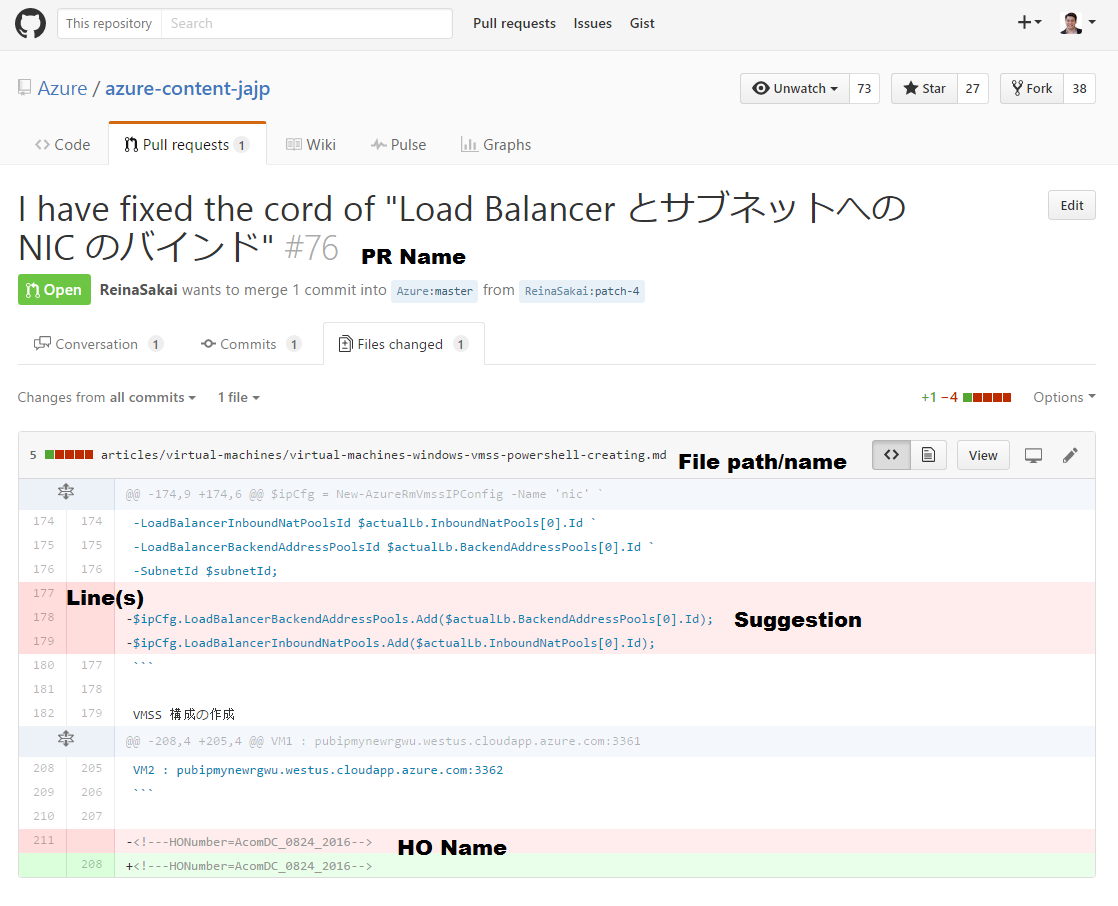 This repository Search Pull requests Issues Gist
Azure / azure-content-jajp Unwatch 73 Star 27 Fork 38
Code Pull requests 1 Wiki Pulse Graphs
I have fixed the cord of "Load Balancer とサブネットへの Edit
NIC のバインド" #76 PR Name
Open ReinaSakai wants to merge 1 commit into Azure:master from ReinaSakai:patch-4
Conversation 1 Commits 1 Files changed 1
Changes from all commits 1 file +1 −4 Options
5 articles/virtual-machines/virtual-machines-windows-vmss-powershell-creating.md File path/name View
@@ -174,9 +174,6 @@ $ipCfg = New-AzureRmVmssIPConfig -Name 'nic' `
174 174 -LoadBalancerInboundNatPoolsId $actualLb.InboundNatPools[0].Id `
175 175 -LoadBalancerBackendAddressPoolsId $actualLb.BackendAddressPools[0].Id `
176 176 -SubnetId $subnetId;
177 Line(s)
178 -$ipCfg.LoadBalancerBackendAddressPools.Add($actualLb.BackendAddressPools[0].Id); Suggestion
179 -$ipCfg.LoadBalancerInboundNatPools.Add($actualLb.InboundNatPools[0].Id);
180 177 ```
181 178
182 179 VMSS 構成の作成
@@ -208,4 +205,4 @@ VM1 : pubipmynewrgwu.westus.cloudapp.azure.com:3361
208 205 VM2 : pubipmynewrgwu.westus.cloudapp.azure.com:3362
209 206 ```
210 207
211 -<!---HONumber=AcomDC_0824_2016--> HO Name
208 +<!---HONumber=AcomDC_0824_2016-->